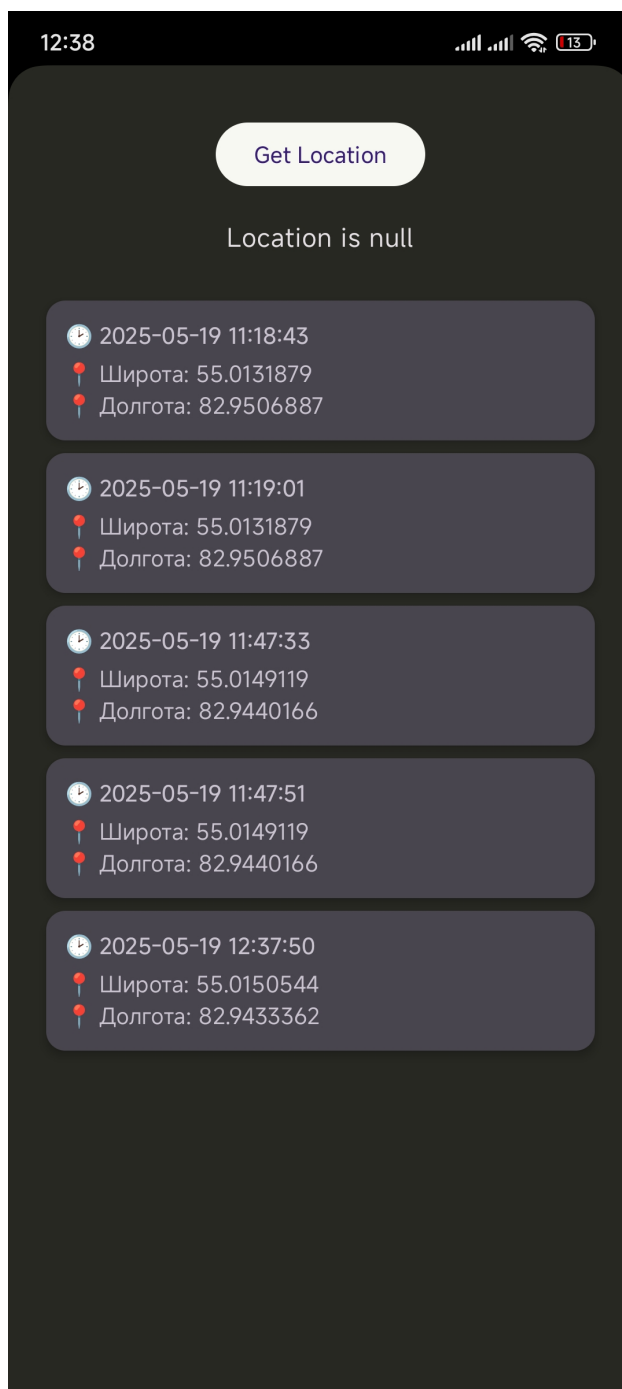 12:38
13
Get Location
Location is null
🕑 2025-05-19 11:18:43
📍 Широта: 55.0131879
📍 Долгота: 82.9506887
🕑 2025-05-19 11:19:01
📍 Широта: 55.0131879
📍 Долгота: 82.9506887
🕑 2025-05-19 11:47:33
📍 Широта: 55.0149119
📍 Долгота: 82.9440166
🕑 2025-05-19 11:47:51
📍 Широта: 55.0149119
📍 Долгота: 82.9440166
🕑 2025-05-19 12:37:50
📍 Широта: 55.0150544
📍 Долгота: 82.9433362